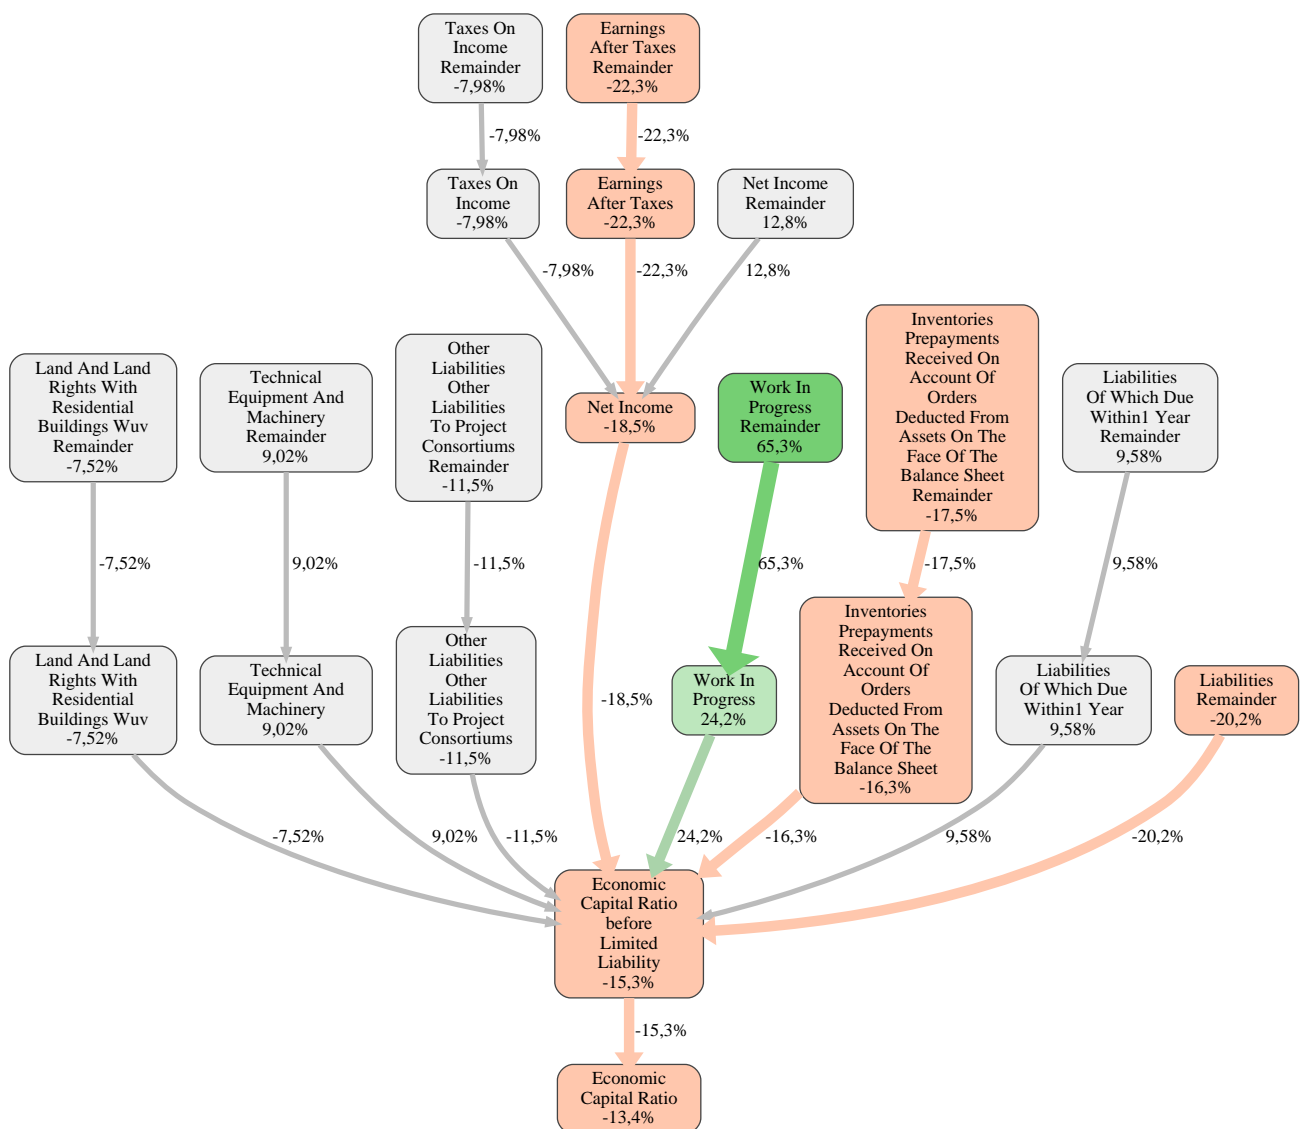 Taxes On
Income
Remainder
-7,98%
Earnings
After Taxes
Remainder
-22,3%
-7,98%
-22,3%
Taxes On
Income
-7,98%
Earnings
After Taxes
-22,3%
Net Income
Remainder
12,8%
-7,98%
-22,3%
12,8%
Land And Land
Rights With
Residential
Buildings Wuv
Remainder
-7,52%
Technical
Equipment And
Machinery
Remainder
9,02%
Other
Liabilities
Other
Liabilities
To Project
Consortiums
Remainder
-11,5%
Net Income
-18,5%
Work In
Progress
Remainder
65,3%
Inventories
Prepayments
Received On
Account Of
Orders
Deducted From
Assets On The
Face Of The
Balance Sheet
Remainder
-17,5%
Liabilities
Of Which Due
Within1 Year
Remainder
9,58%
-7,52%
9,02%
-11,5%
65,3%
-17,5%
9,58%
Land And Land
Rights With
Residential
Buildings Wuv
-7,52%
Technical
Equipment And
Machinery
9,02%
Other
Liabilities
Other
Liabilities
To Project
Consortiums
-11,5%
-18,5%
Work In
Progress
24,2%
Inventories
Prepayments
Received On
Account Of
Orders
Deducted From
Assets On The
Face Of The
Balance Sheet
-16,3%
Liabilities
Of Which Due
Within1 Year
9,58%
Liabilities
Remainder
-20,2%
-7,52%
9,02%
-11,5%
24,2%
-16,3%
9,58%
-20,2%
Economic
Capital Ratio
before
Limited
Liability
-15,3%
-15,3%
Economic
Capital Ratio
-13,4%